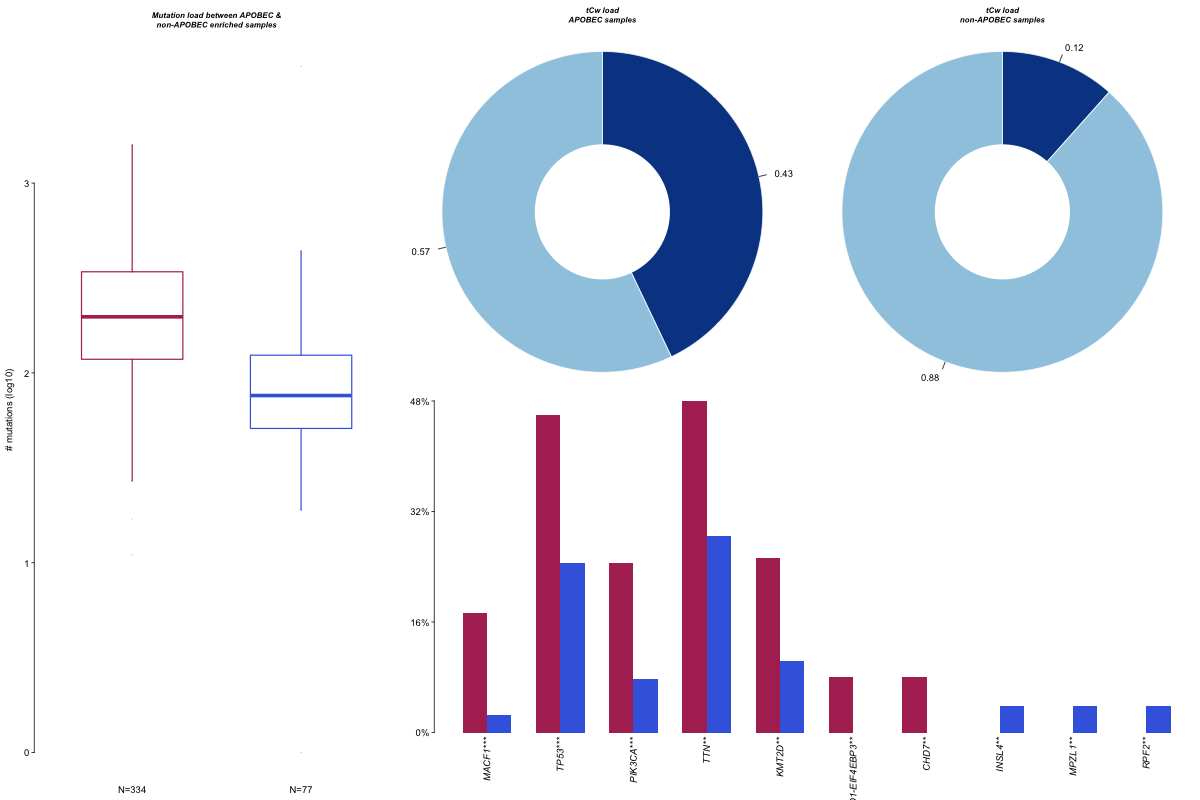 Mutation load between APOBEC &
non-APOBEC enriched samples
tCw load
APOBEC samples
tCw load
non-APOBEC samples
0.12
0.43
0.57
0.88
3
2
1
0
# mutations (log10)
N=334
N=77
48%
32%
16%
0%
MACF1***
TP53***
PIK3CA***
TTN**
KMT2D**
01-EIF4EBP3**
CHD7**
INSL4**
MPZL1**
RPF2**